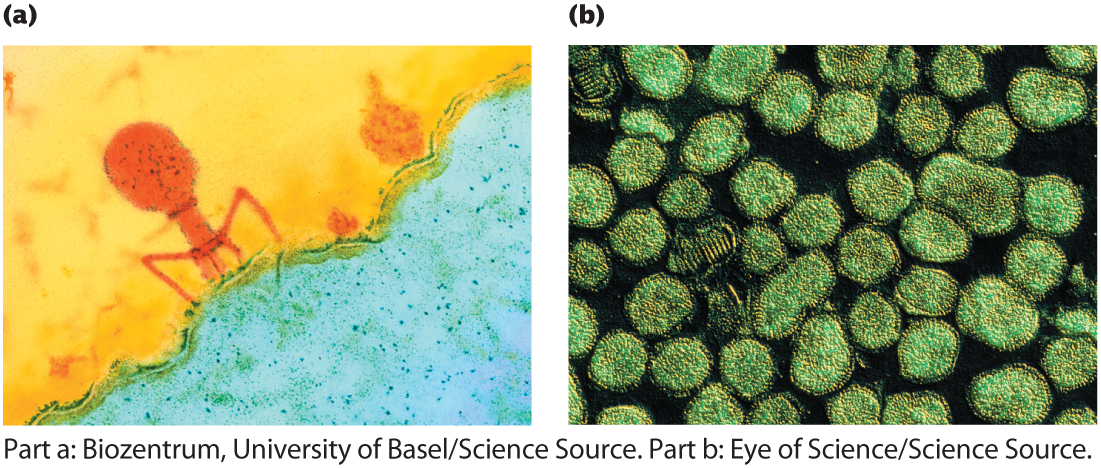 (a)
(b)
Part a: Biozentrum, University of Basel/Science Source. Part b: Eye of Science/Science Source.